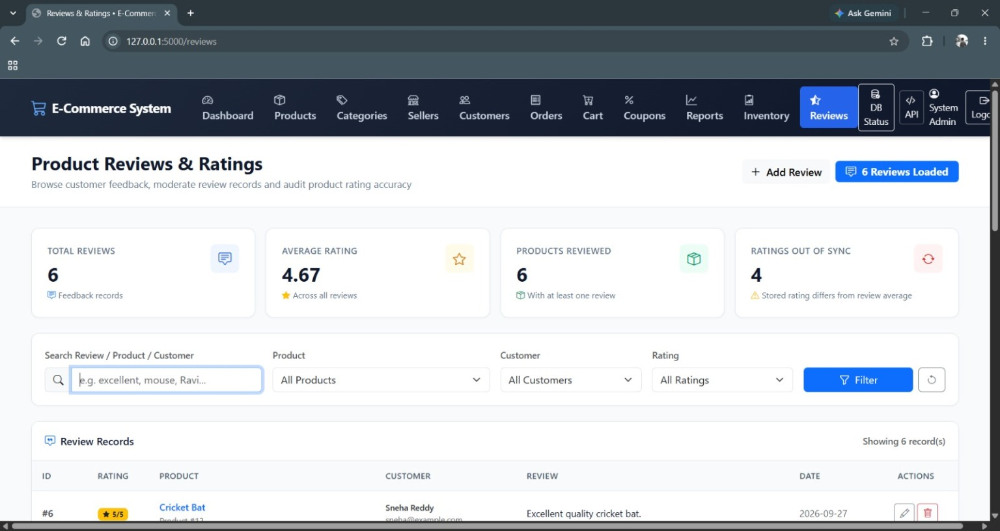 Reviews & Ratings • E-Commerc
Ask Gemini
127.0.0.1:5000/reviews
E-Commerce System
Dashboard
Products
Categories
Sellers
Customers
Orders
Cart
Coupons
Reports
Inventory
Reviews
DB
Status
API
System
Admin
Logo
Product Reviews & Ratings
Browse customer feedback, moderate review records and audit product rating accuracy
+ Add Review
6 Reviews Loaded
TOTAL REVIEWS
6
Feedback records
AVERAGE RATING
4.67
Across all reviews
PRODUCTS REVIEWED
6
With at least one review
RATINGS OUT OF SYNC
4
Stored rating differs from review average
Search Review / Product / Customer
e.g. excellent, mouse, Ravi...
Product
All Products
Customer
All Customers
Rating
All Ratings
Filter
Review Records
Showing 6 record(s)
ID RATING PRODUCT CUSTOMER REVIEW DATE ACTIONS
#6 5/5 Cricket Bat Sneha Reddy Excellent quality cricket bat. 2026-09-27
Product #12 sneha@example.com